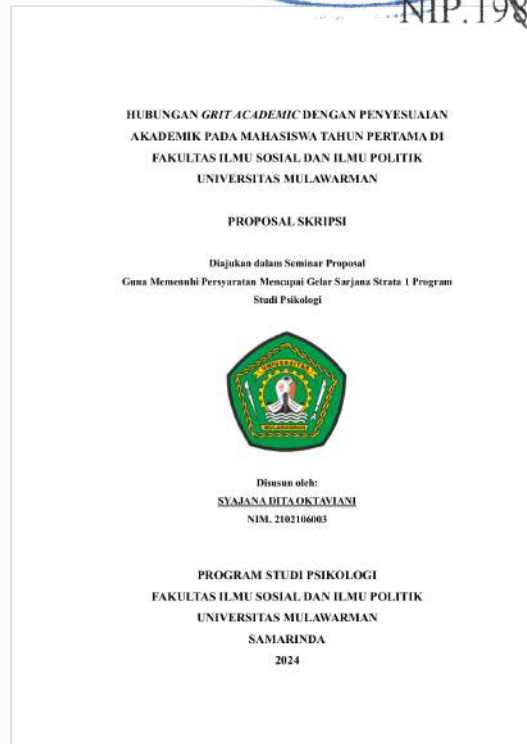 NIP.198
HUBUNGAN GRIT ACADEMIC DENGAN PENYESUAIAN
AKADEMIK PADA MAHASISWA TAHUN PERTAMA DI
FAKULTAS ILMU SOSIAL DAN ILMU POLITIK
UNIVERSITAS MULAWARMAN
PROPOSAL SKRIPSI
Diajukan dalam Seminar Proposal
Guna Memenuhi Persyaratan Mencapai Gelar Sarjana Strata 1 Program
Studi Psikologi
UNIVERSITAS
MULAWARMAN
Disusun oleh:
SYAJANA DITA OKTAVIANI
NIM. 2102106003
PROGRAM STUDI PSIKOLOGI
FAKULTAS ILMU SOSIAL DAN ILMU POLITIK
UNIVERSITAS MULAWARMAN
SAMARINDA
2024